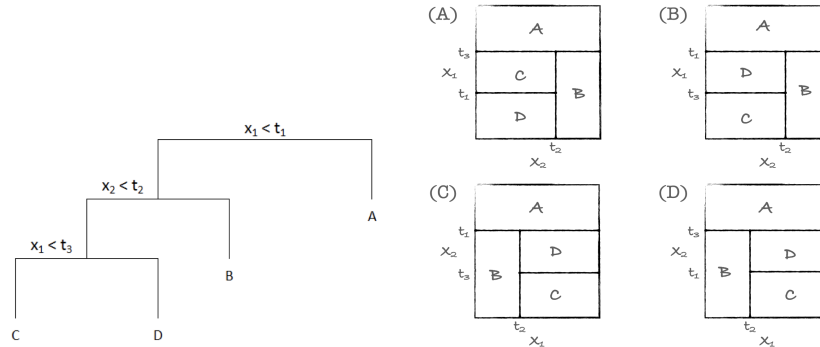 x₁ < t₁
x₂ < t₂
A
x₁ < t₃
B
C
D
(A)
A
t₃
x₁
C
B
t₁
D
t₂
x₂
(B)
A
t₁
x₁
D
B
t₃
C
t₂
x₂
(C)
A
t₁
x₂
D
B
t₃
C
t₂
x₁
(D)
A
t₃
x₂
D
B
t₁
C
t₂
x₁